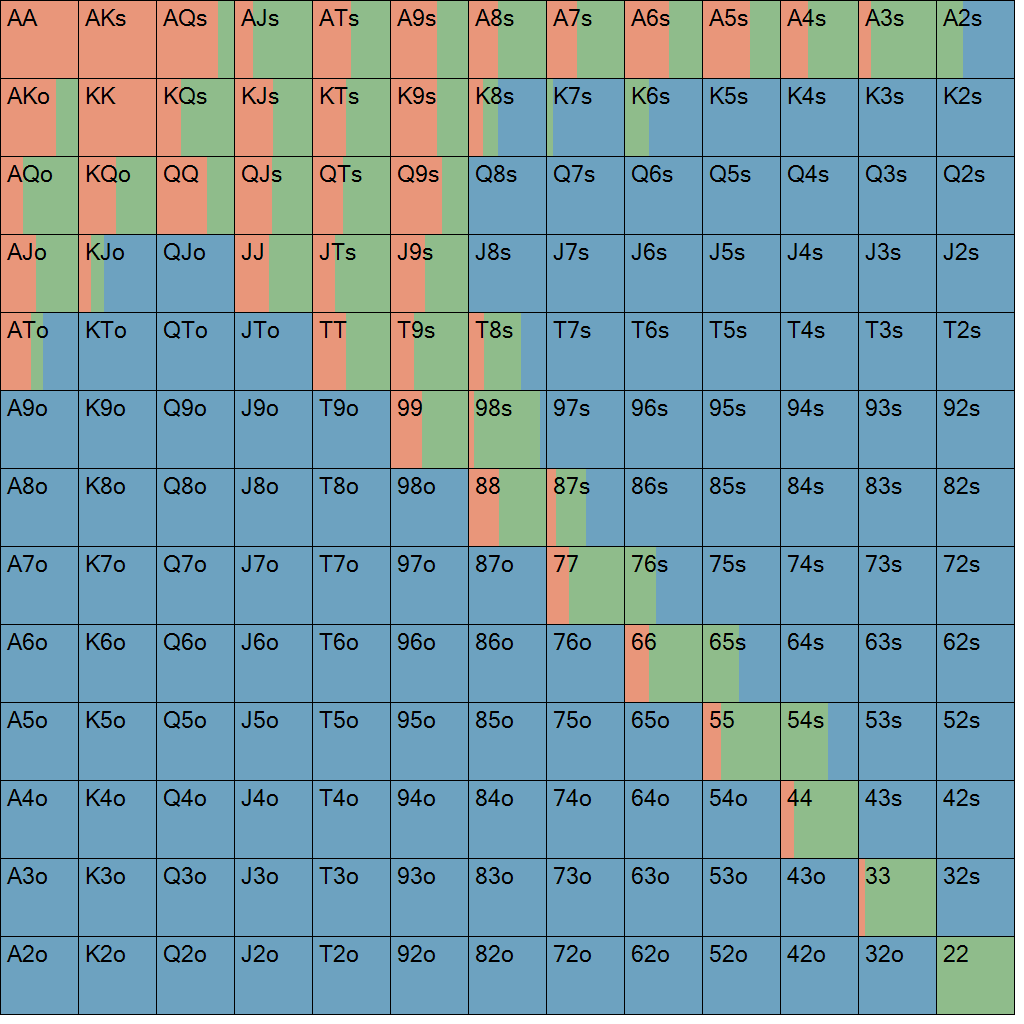 AA AKs AQs AJs ATs A9s A8s A7s A6s A5s A4s A3s A2s
AKo KK KQs KJs KTs K9s K8s K7s K6s K5s K4s K3s K2s
AQo KQo QQ QJs QTs Q9s Q8s Q7s Q6s Q5s Q4s Q3s Q2s
AJo KJo QJo JJ JTs J9s J8s J7s J6s J5s J4s J3s J2s
ATo KTo QTo JTo TT T9s T8s T7s T6s T5s T4s T3s T2s
A9o K9o Q9o J9o T9o 99 98s 97s 96s 95s 94s 93s 92s
A8o K8o Q8o J8o T8o 98o 88 87s 86s 85s 84s 83s 82s
A7o K7o Q7o J7o T7o 97o 87o 77 76s 75s 74s 73s 72s
A6o K6o Q6o J6o T6o 96o 86o 76o 66 65s 64s 63s 62s
A5o K5o Q5o J5o T5o 95o 85o 75o 65o 55 54s 53s 52s
A4o K4o Q4o J4o T4o 94o 84o 74o 64o 54o 44 43s 42s
A3o K3o Q3o J3o T3o 93o 83o 73o 63o 53o 43o 33 32s
A2o K2o Q2o J2o T2o 92o 82o 72o 62o 52o 42o 32o 22